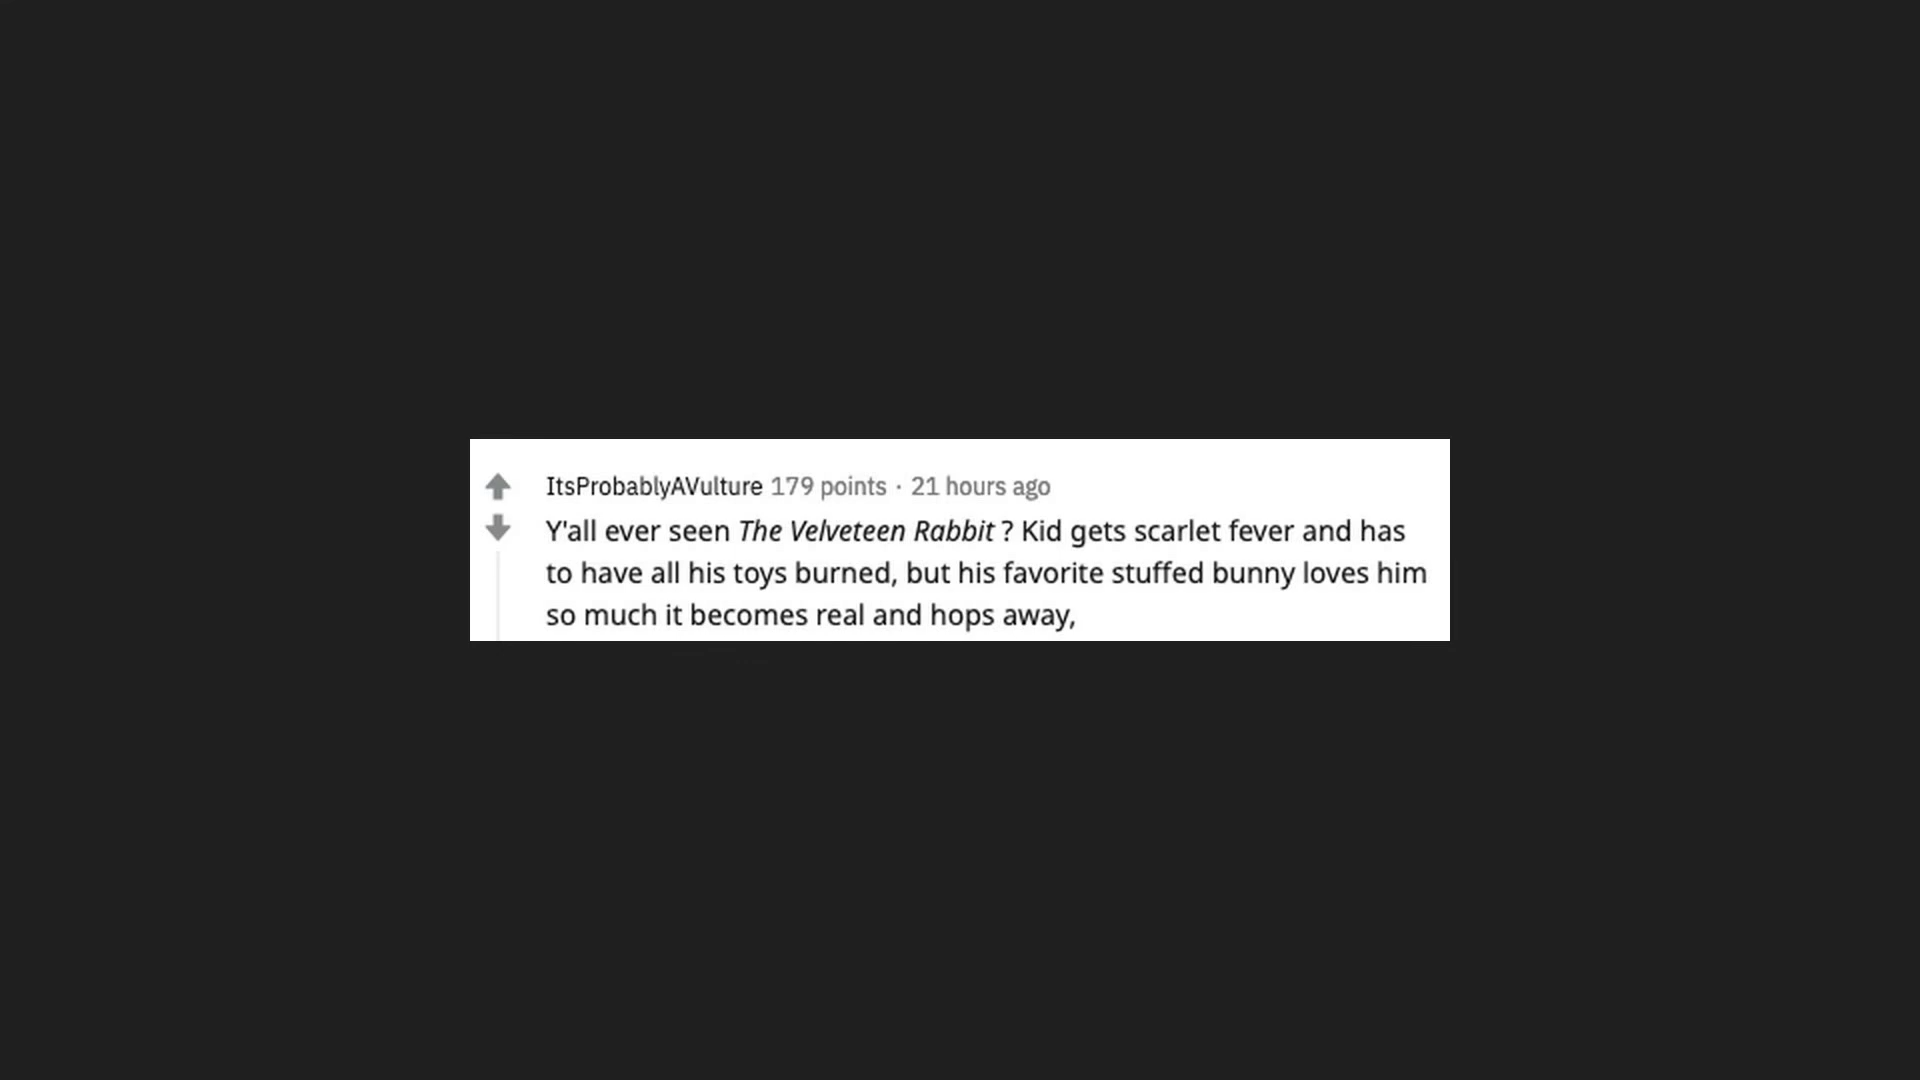 ItsProbablyAVulture 179 points · 21 hours ago
Y'all ever seen The Velveteen Rabbit ? Kid gets scarlet fever and has
to have all his toys burned, but his favorite stuffed bunny loves him
so much it becomes real and hops away,